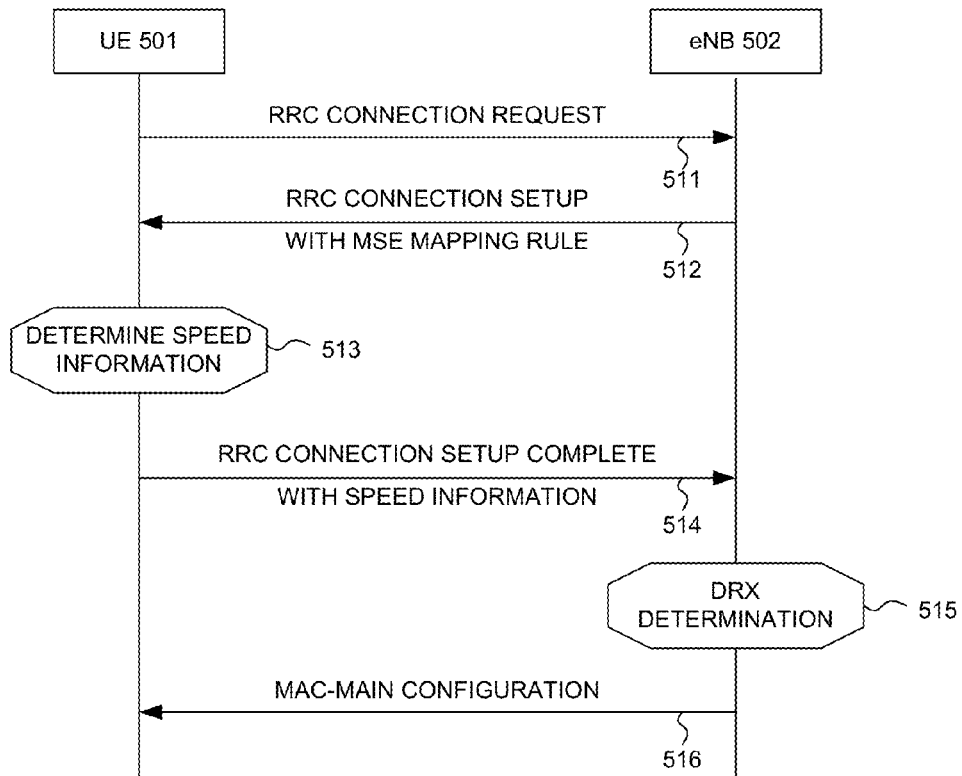 UE 501
eNB 502
RRC CONNECTION REQUEST
511
RRC CONNECTION SETUP
WITH MSE MAPPING RULE
512
DETERMINE SPEED
INFORMATION
513
RRC CONNECTION SETUP COMPLETE
WITH SPEED INFORMATION
514
DRX
DETERMINATION
515
MAC-MAIN CONFIGURATION
516